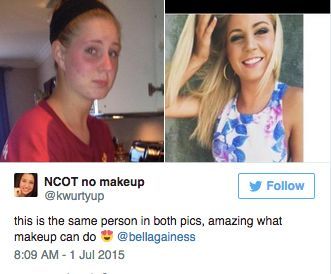 NCOT no makeup
@kwurtyup
Follow
this is the same person in both pics, amazing what
makeup can do 😍 @bellagainess
8:09 AM - 1 Jul 2015